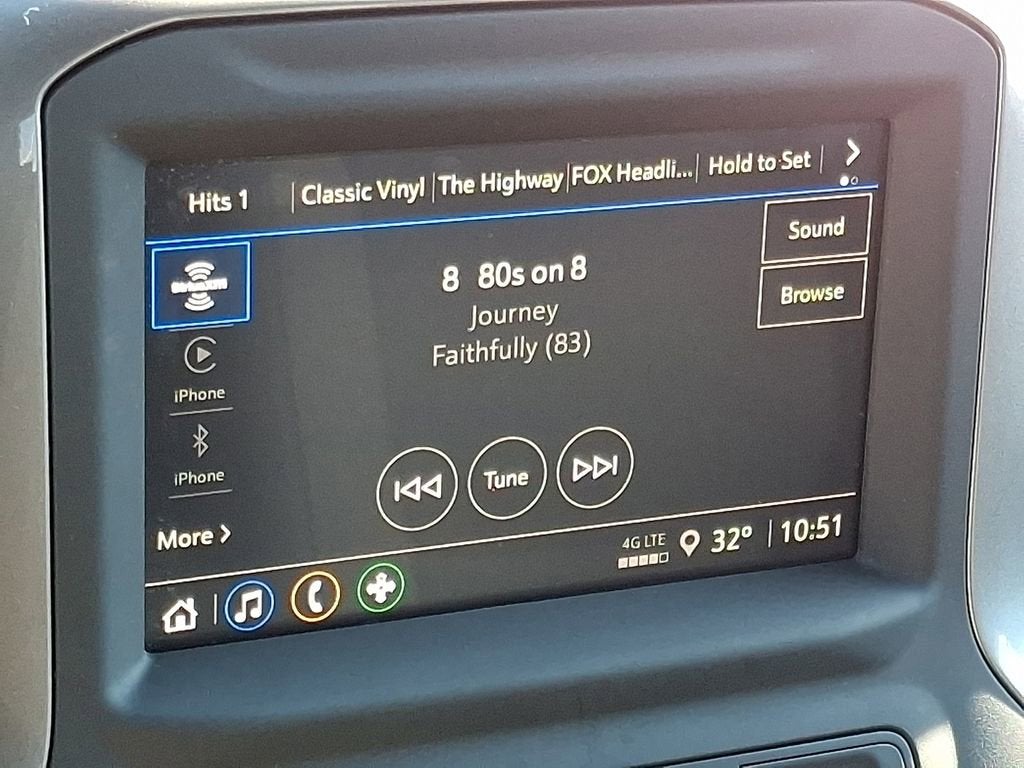 Hits 1 Classic Vinyl The Highway FOX Headli... Hold to Set
SiriusXM
8 80s on 8
Journey
Faithfully (83)
Sound
Browse
iPhone
iPhone
More
Tune
4G LTE 32° 10:51